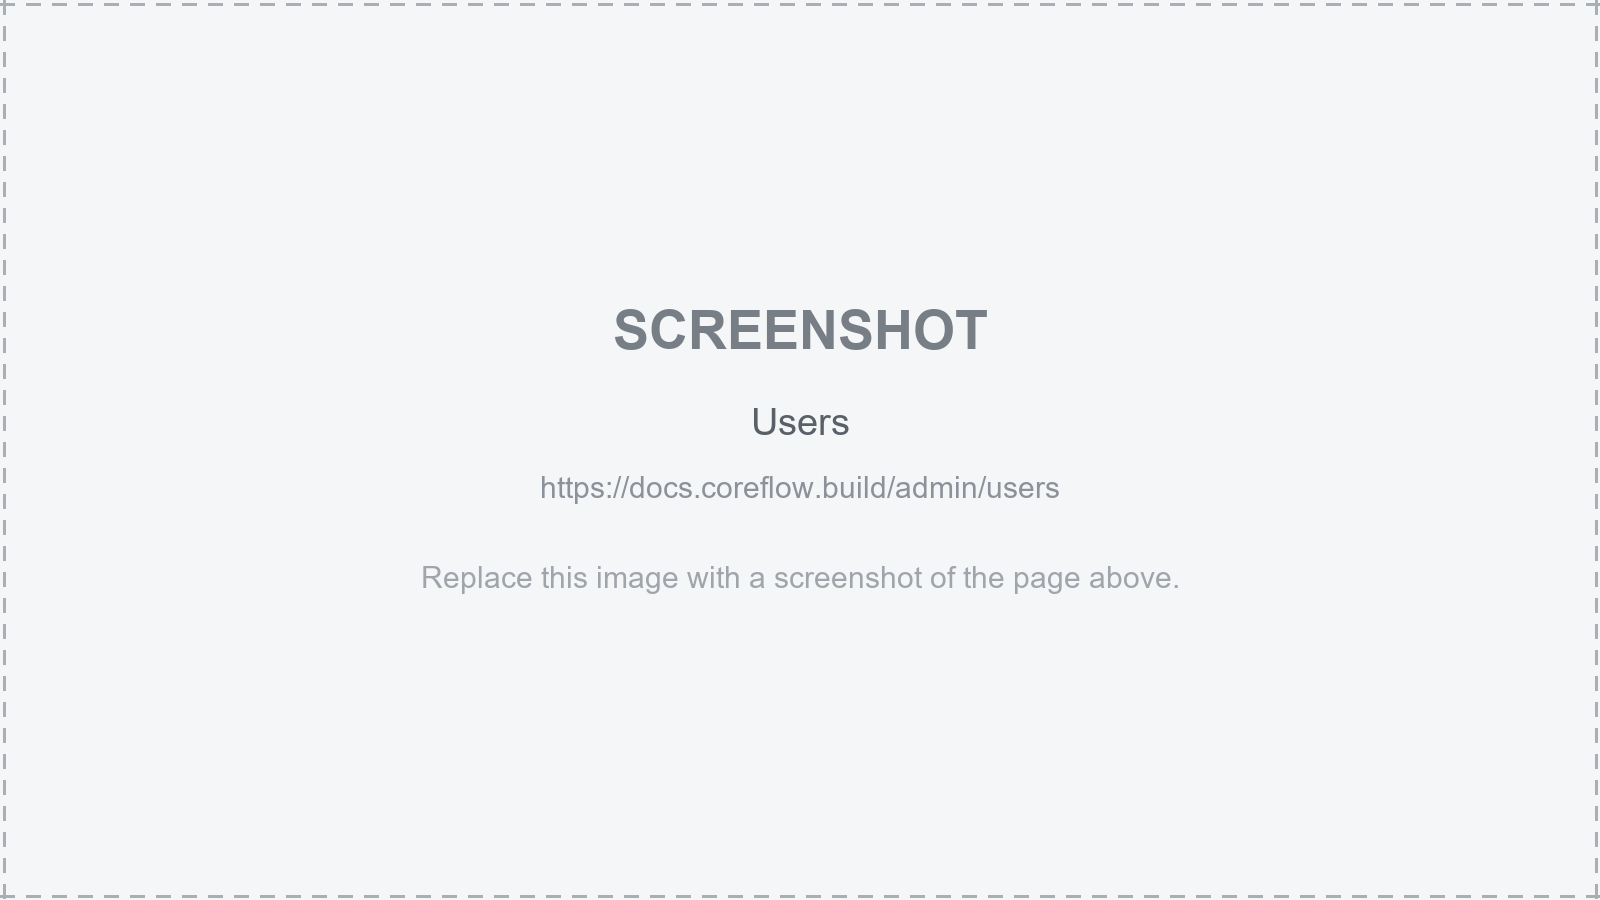 SCREENSHOT
Users
https://docs.coreflow.build/admin/users
Replace this image with a screenshot of the page above.